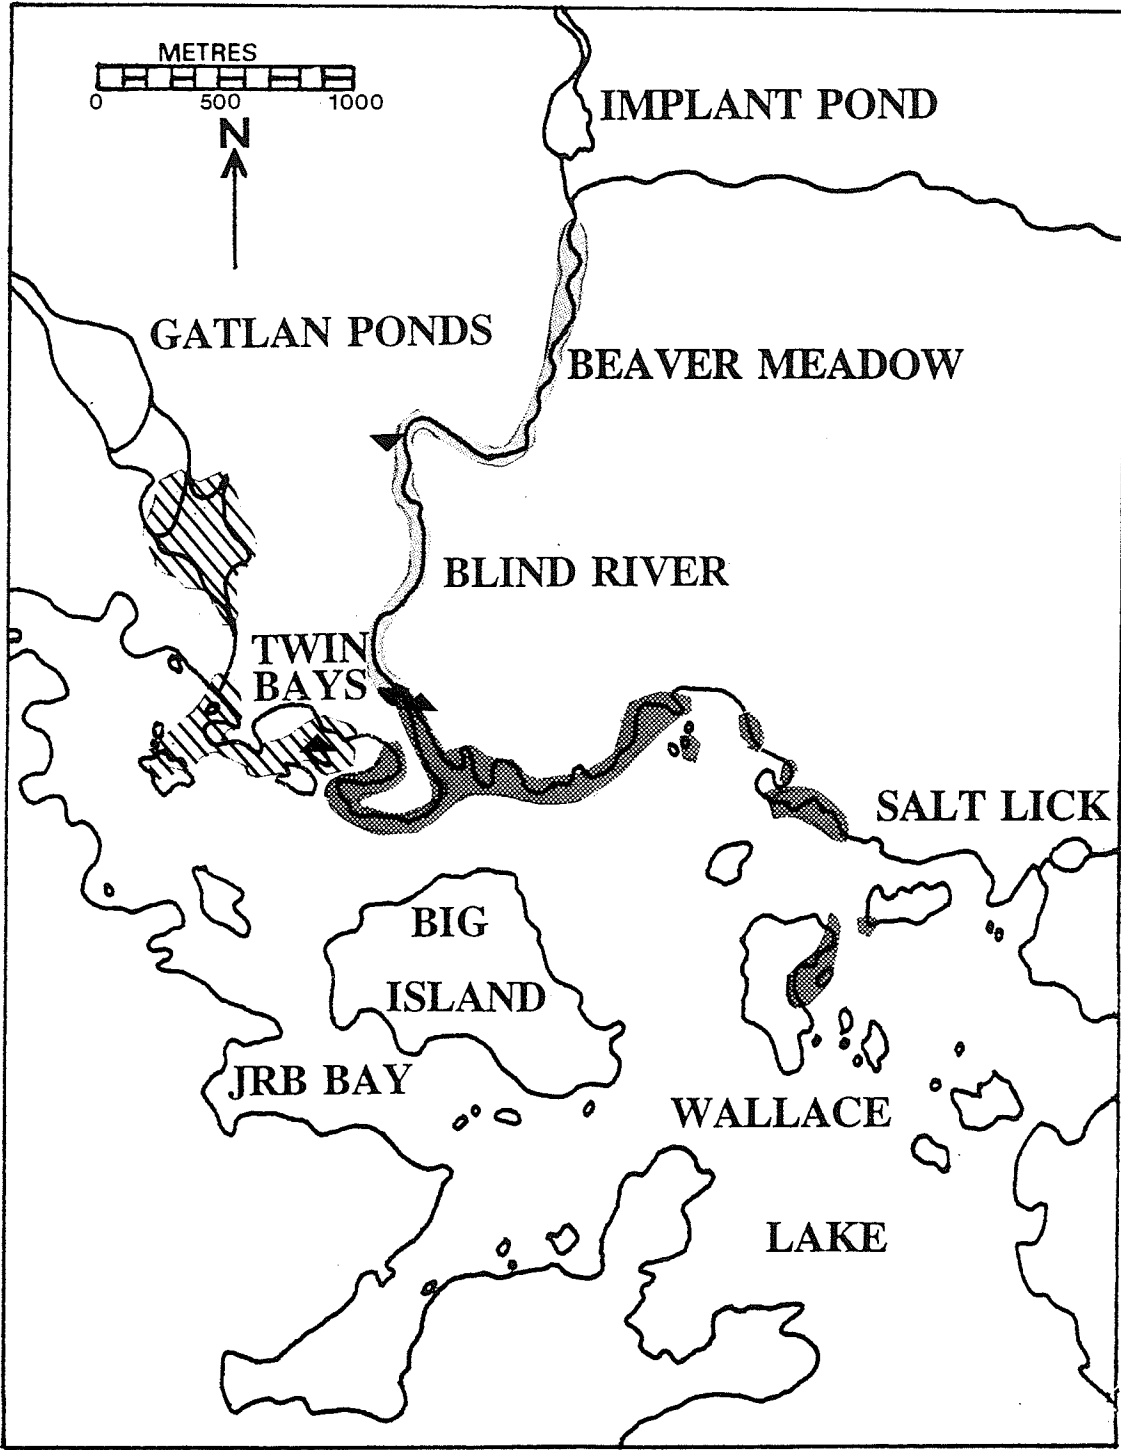 METRES
0 500 1000
N
IMPLANT POND
GATLAN PONDS
BEAVER MEADOW
BLIND RIVER
TWIN
BAYS
SALT LICK
BIG
ISLAND
JRB BAY
WALLACE
LAKE